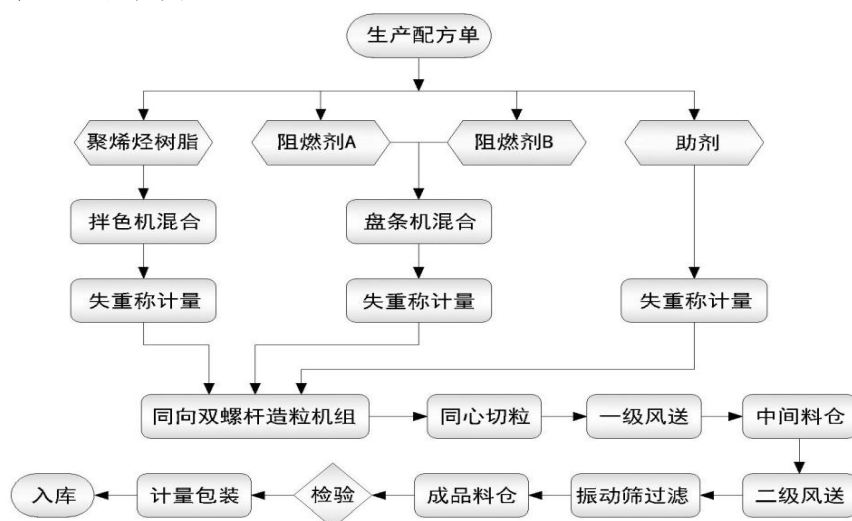 生产配方单
聚烯烃树脂
阻燃剂A
阻燃剂B
助剂
拌色机混合
盘条机混合
失重称计量
失重称计量
失重称计量
同向双螺杆造粒机组
同心切粒
一级风送
中间料仓
入库
计量包装
检验
成品料仓
振动筛过滤
二级风送